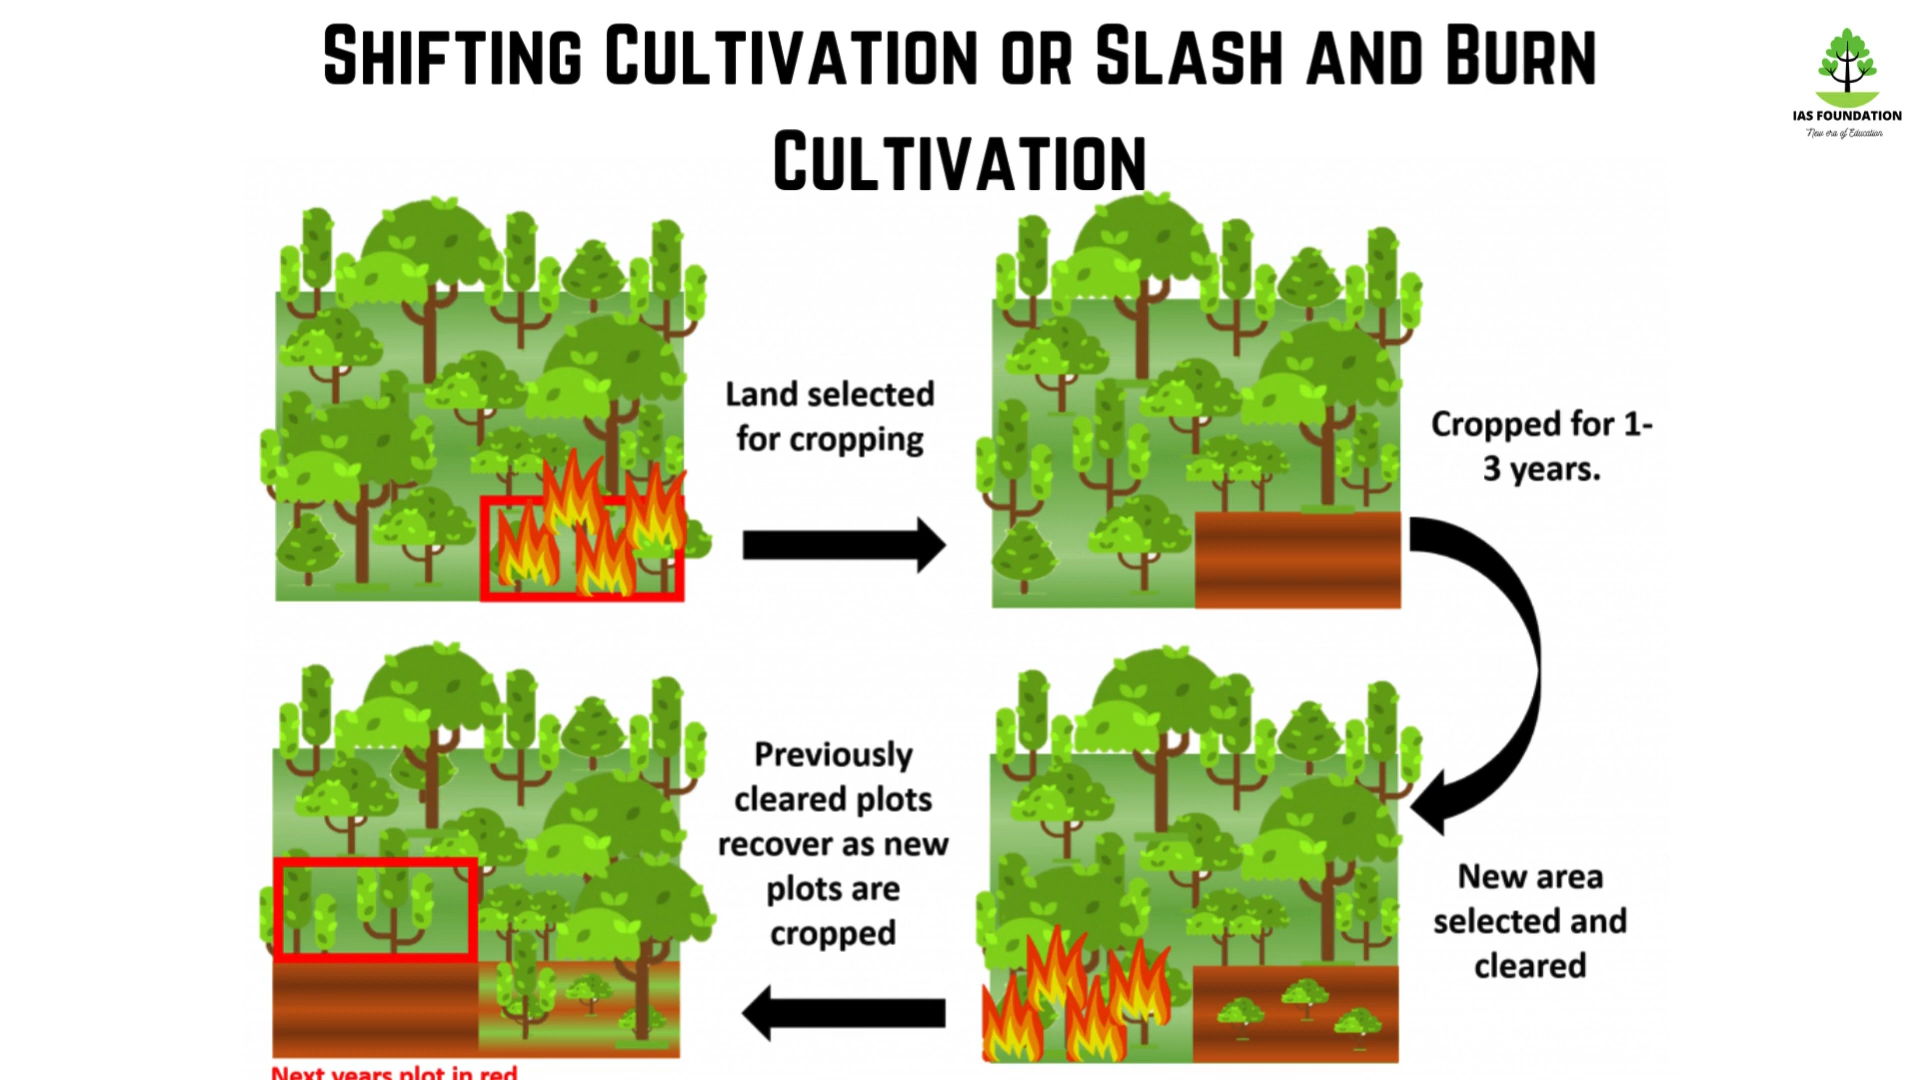 SHIFTING CULTIVATION OR SLASH AND BURN
CULTIVATION
IAS FOUNDATION
New era of Education
Land selected
for cropping
Cropped for 1-
3 years.
Previously
cleared plots
recover as new
plots are
cropped
New area
selected and
cleared
Next years plot in red